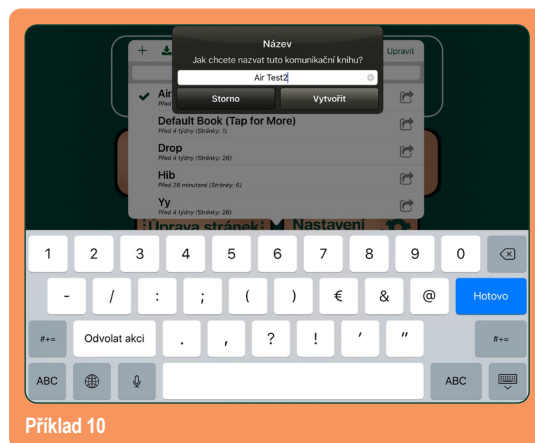 Název
Jak chcete nazvat tuto komunikační knihu?
Air Test2
Storno Vytvořit
+ Upravit
Air
Před
Default Book (Tap for More)
Před 4 týdny (Stránky: 1)
Drop
Před 4 týdny (Stránky: 26)
Hib
Před 28 minutami (Stránky: 6)
Yy
Před 4 týdny (Stránky: 26)
Úprava stránek Nastavení
1 2 3 4 5 6 7 8 9 0
- / : ; ( ) € & @ Hotovo
#+= Odvolat akci . , ? ! ' " #+=
ABC ABC
Příklad 10